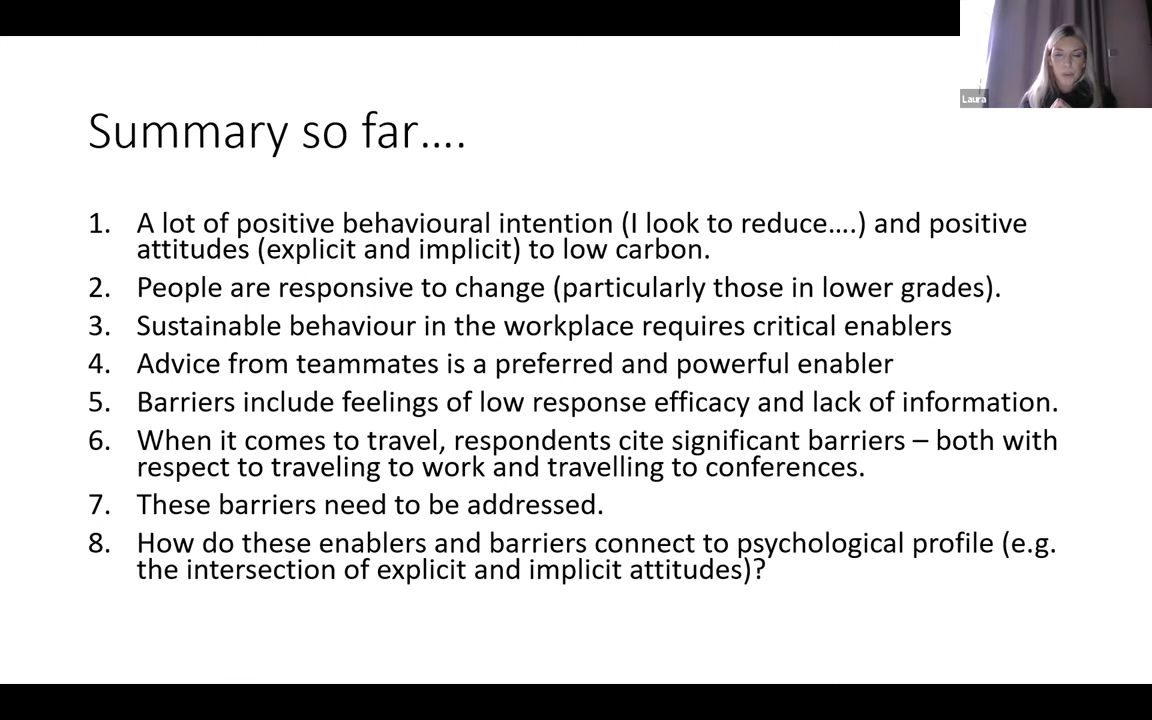 Laura
Summary so far....
1. A lot of positive behavioural intention (I look to reduce....) and positive
attitudes (explicit and implicit) to low carbon.
2. People are responsive to change (particularly those in lower grades).
3. Sustainable behaviour in the workplace requires critical enablers
4. Advice from teammates is a preferred and powerful enabler
5. Barriers include feelings of low response efficacy and lack of information.
6. When it comes to travel, respondents cite significant barriers – both with
respect to traveling to work and travelling to conferences.
7. These barriers need to be addressed.
8. How do these enablers and barriers connect to psychological profile (e.g.
the intersection of explicit and implicit attitudes)?